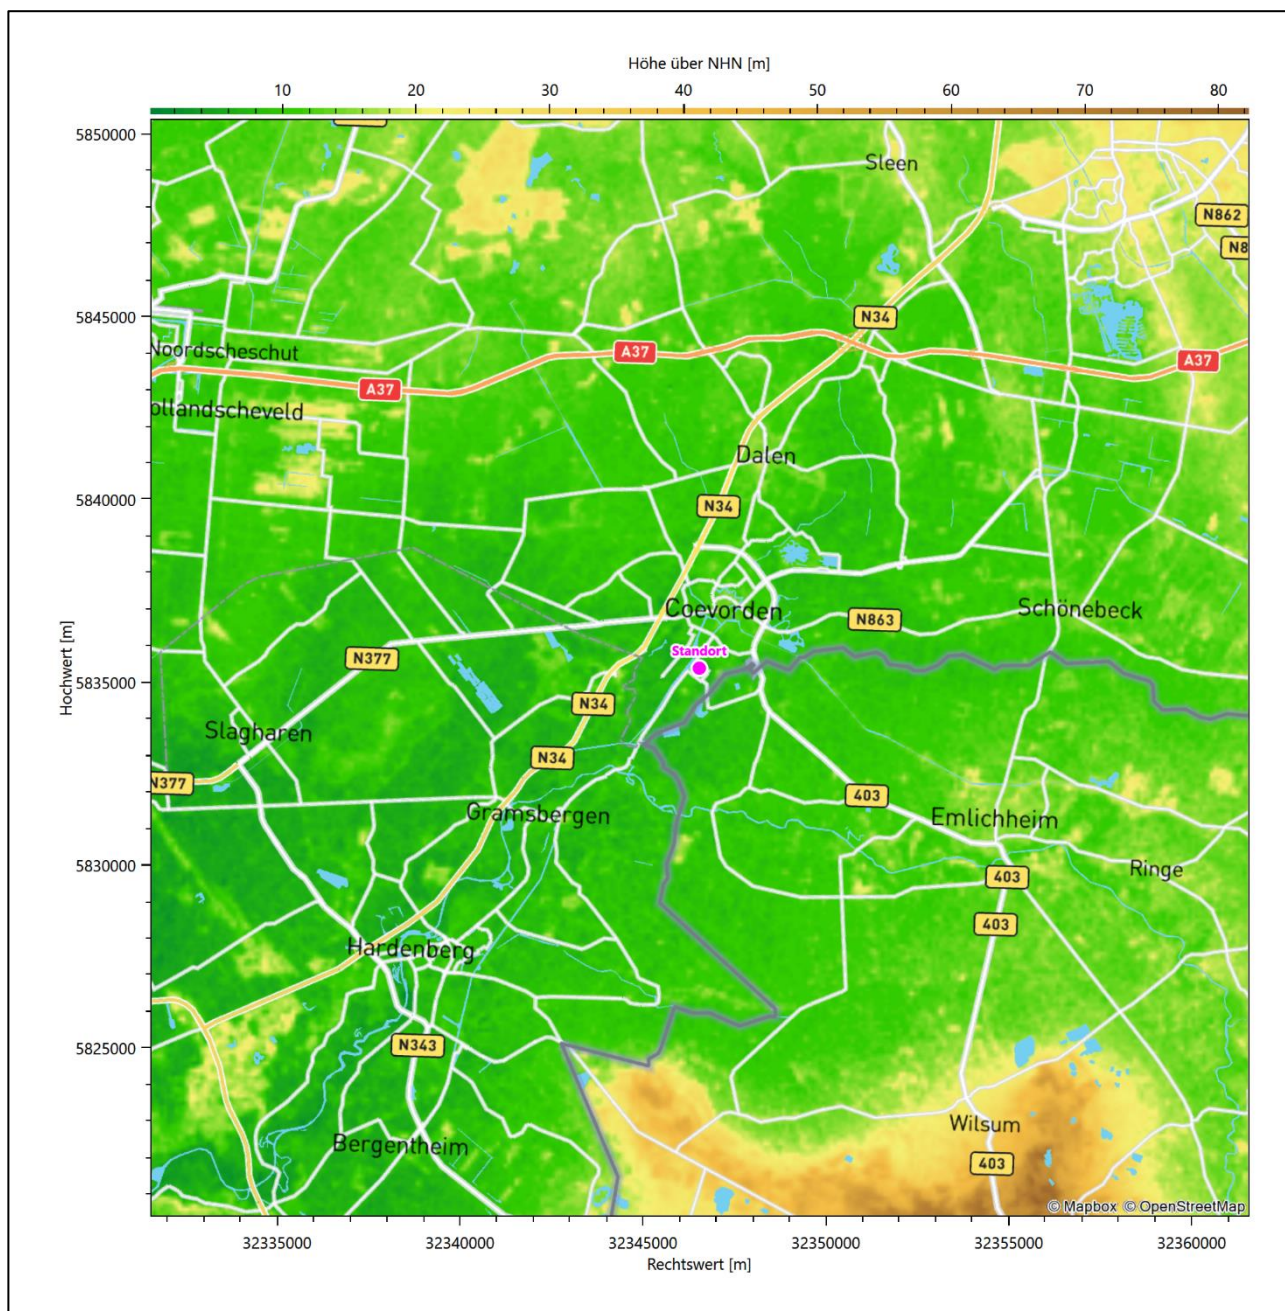 Höhe über NHN [m]
10 20 30 40 50 60 70 80
5850000
Sleen
N862
N8
5845000
N34
Noordscheschut
A37
A37
A37
ollandscheveld
Dalen
5840000
N34
Coevorden
Schönebeck
N863
Standort
N377
5835000
N34
Slagharen
N34
N377
403
Gramsbergen
Emlichheim
5830000
Ringe
403
403
Hardenberg
5825000
N343
Wilsum
Bergentheim
403
© Mapbox © OpenStreetMap
32335000 32340000 32345000 32350000 32355000 32360000
Rechtswert [m]
Hochwert [m]